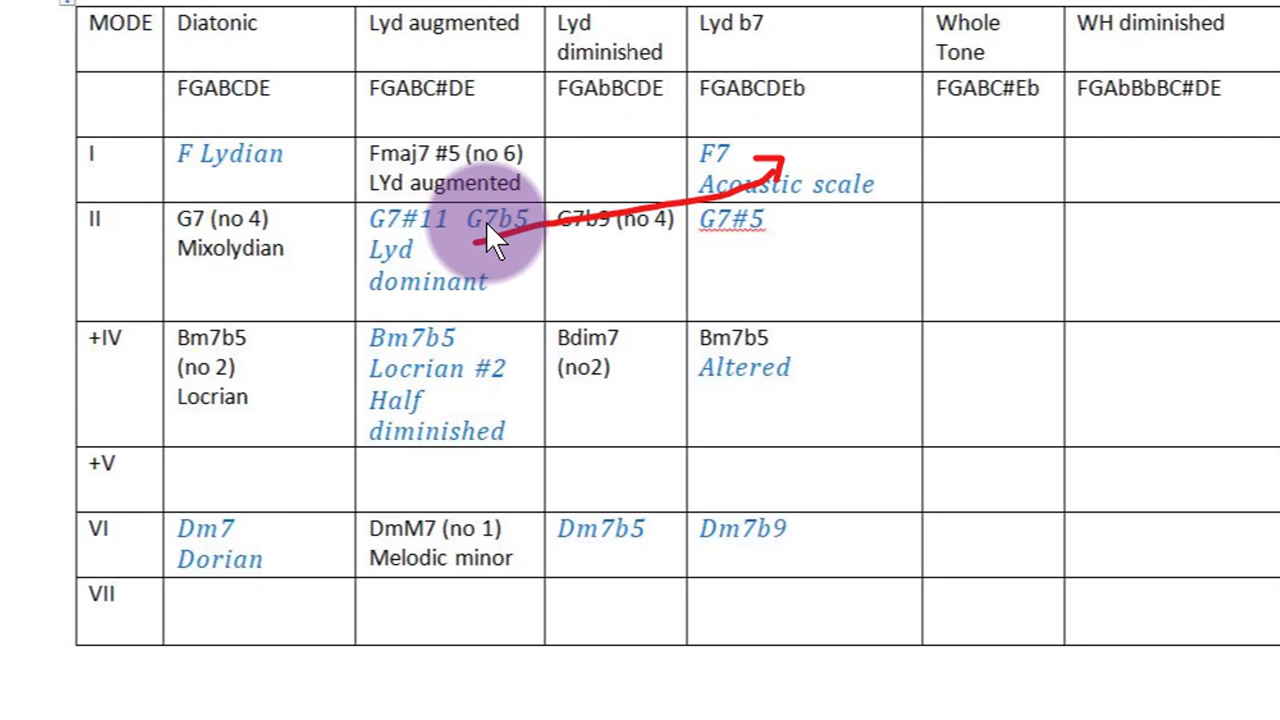 MODE
Diatonic
Lyd augmented
Lyd
diminished
Lyd b7
Whole
Tone
WH diminished
FGABCDE
FGABC#DE
FGAbBCDE
FGABCDEb
FGABC#Eb
FGAbBbBC#DE
I
F Lydian
Fmaj7 #5 (no 6)
LYd augmented
F7
Acoustic scale
II
G7 (no 4)
Mixolydian
G7#11 G7b5
Lyd
dominant
G7b9 (no 4)
G7#5
+IV
Bm7b5
(no 2)
Locrian
Bm7b5
Locrian #2
Half
diminished
Bdim7
(no2)
Bm7b5
Altered
+V
VI
Dm7
Dorian
DmM7 (no 1)
Melodic minor
Dm7b5
Dm7b9
VII